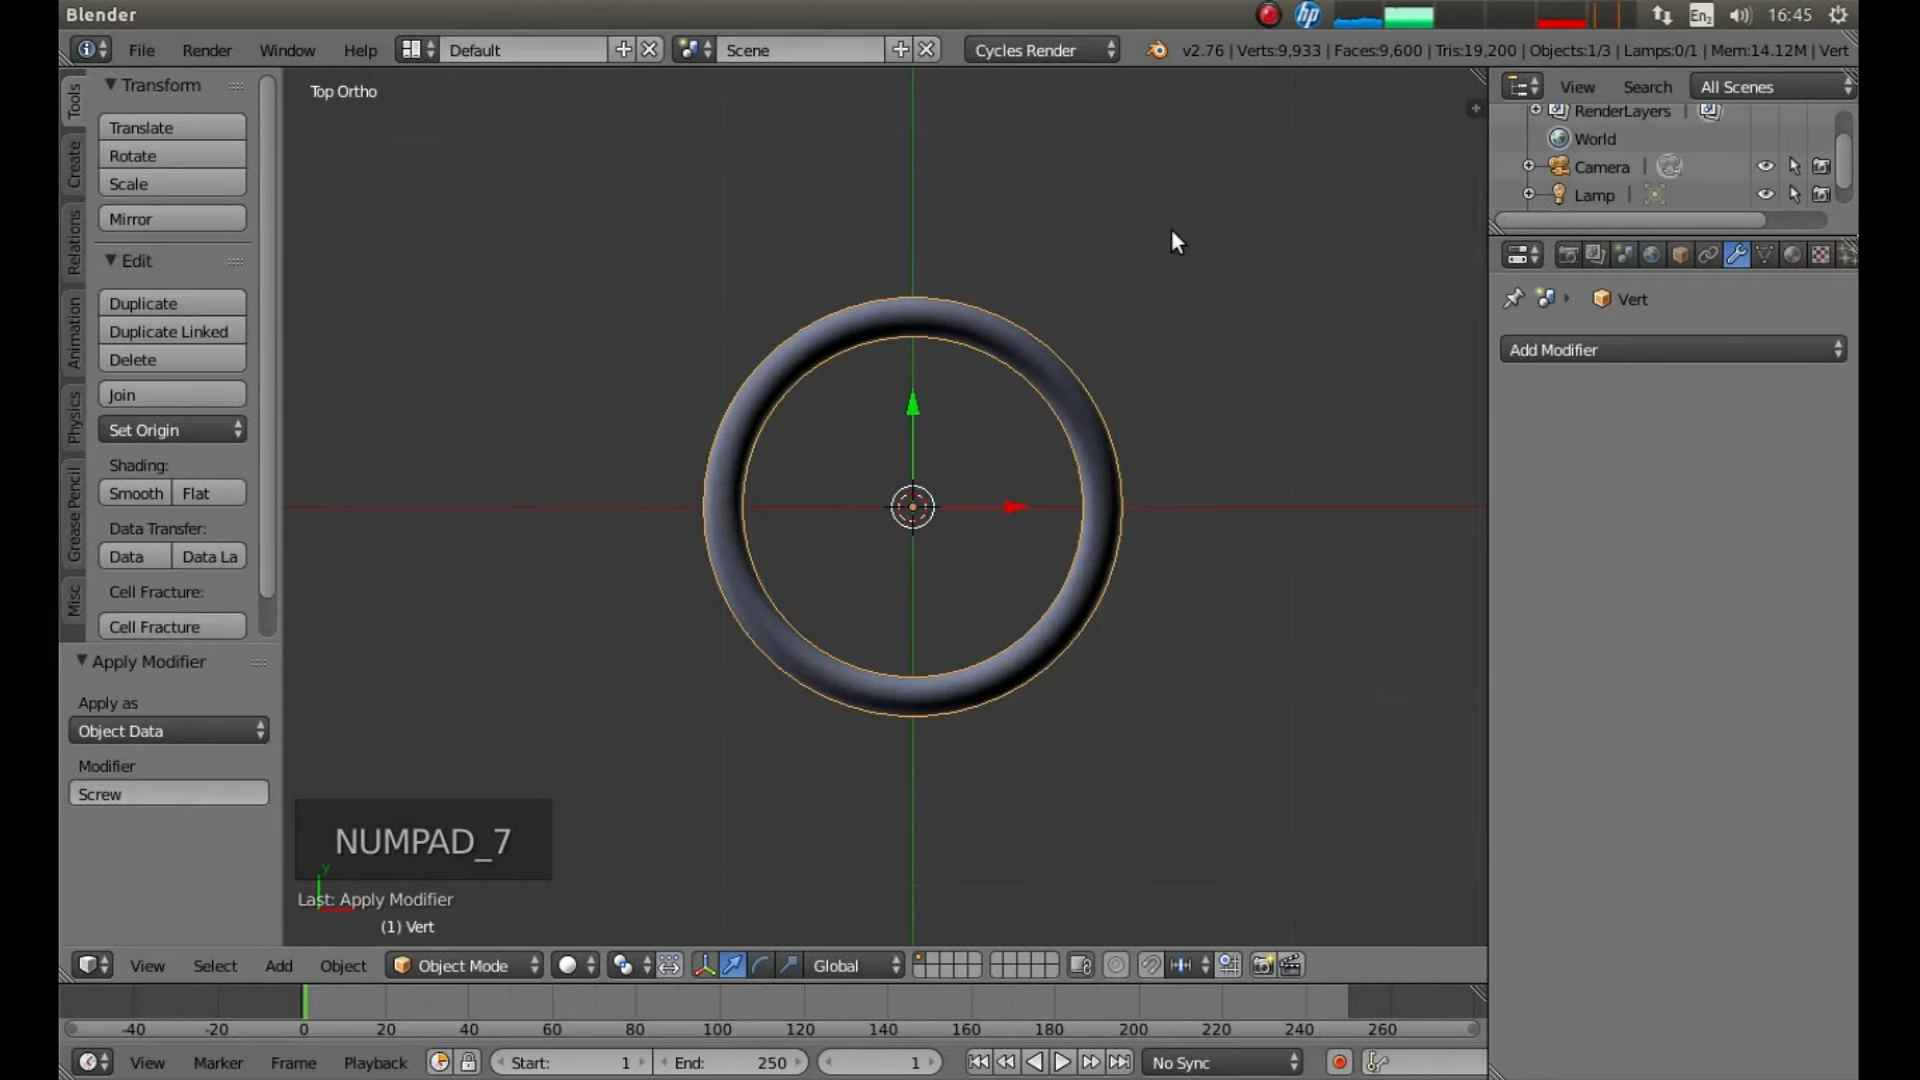 Blender
En2
16:45
File
Render
Window
Help
Default
Scene
Cycles Render
v2.76 | Verts:9,933 | Faces:9,600 | Tris:19,200 | Objects:1/3 | Lamps:0/1 | Mem:14.12M | Vert
Tools
Create
Relations
Animation
Physics
Grease Pencil
Misc
Transform
Translate
Rotate
Scale
Mirror
Edit
Duplicate
Duplicate Linked
Delete
Join
Set Origin
Shading:
Smooth
Flat
Data Transfer:
Data
Data La
Cell Fracture:
Cell Fracture
Apply Modifier
Apply as
Object Data
Modifier
Screw
Top Ortho
NUMPAD_7
y
Last: Apply Modifier
(1) Vert
View
Search
All Scenes
RenderLayers
World
Camera
Lamp
Vert
Add Modifier
View
Select
Add
Object
Object Mode
Global
-40
-20
0
20
40
60
80
100
120
140
160
180
200
220
240
260
View
Marker
Frame
Playback
Start: 1
End: 250
1
No Sync